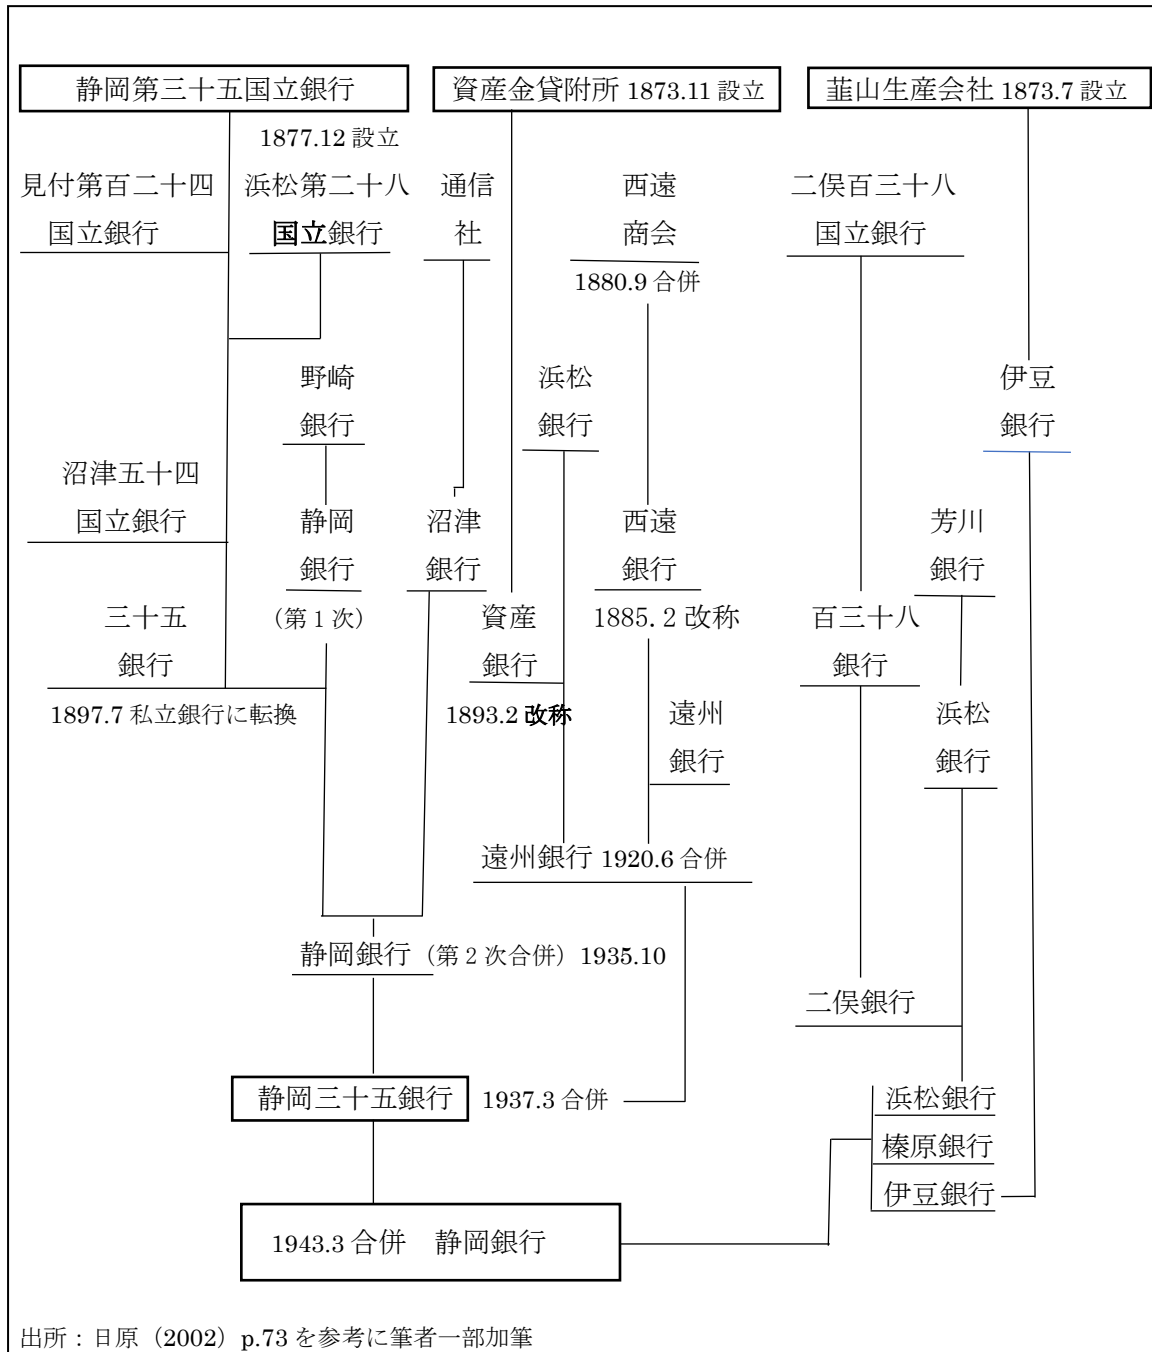 静岡第三十五国立銀行
資産金貸附所 1873.11 設立
韮山生産会社 1873.7 設立
1877.12 設立
見付第百二十四
国立銀行
浜松第二十八
国立銀行
通信
社
西遠
商会
1880.9 合併
二俣百三十八
国立銀行
野崎
銀行
浜松
銀行
伊豆
銀行
沼津五十四
国立銀行
静岡
銀行
(第 1 次)
沼津
銀行
西遠
銀行
1885. 2 改称
芳川
銀行
三十五
銀行
1897.7 私立銀行に転換
資産
銀行
1893.2 改称
百三十八
銀行
遠州
銀行
浜松
銀行
遠州銀行 1920.6 合併
静岡銀行（第 2 次合併）1935.10
二俣銀行
静岡三十五銀行
1937.3 合併
浜松銀行
榛原銀行
伊豆銀行
1943.3 合併　静岡銀行
出所：日原（2002）p.73 を参考に筆者一部加筆